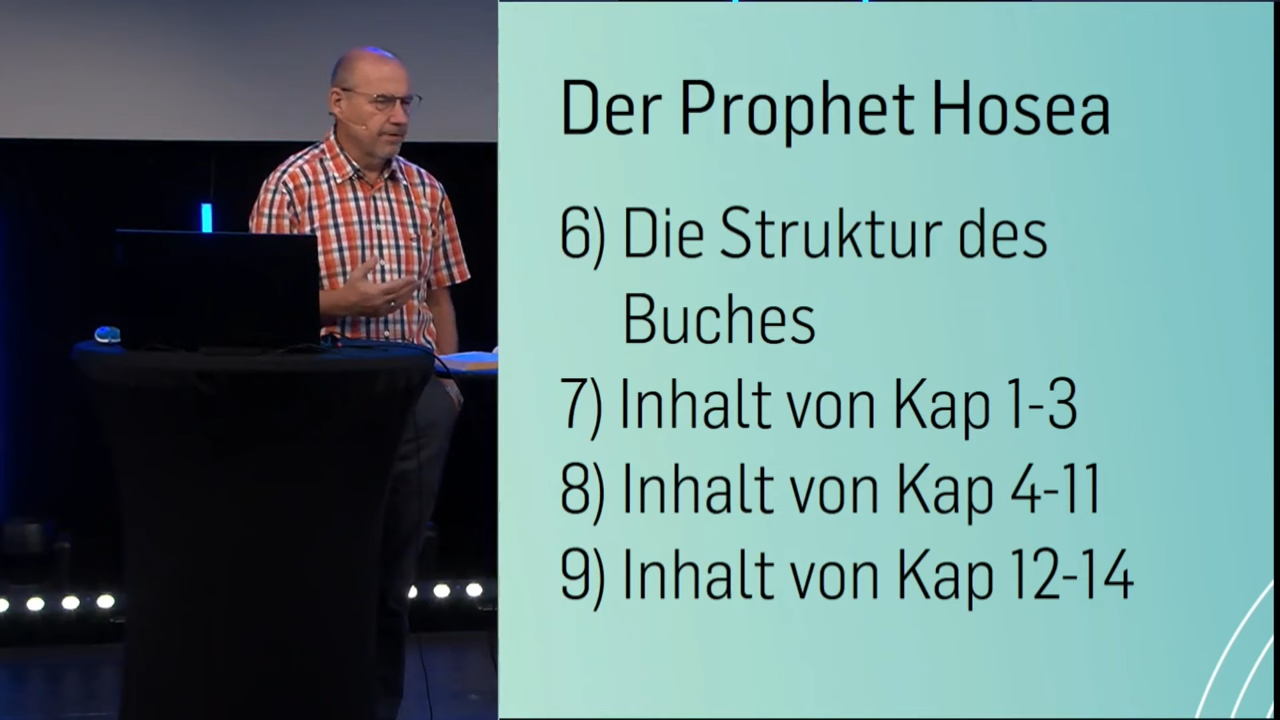 Der Prophet Hosea
6) Die Struktur des
Buches
7) Inhalt von Kap 1-3
8) Inhalt von Kap 4-11
9) Inhalt von Kap 12-14